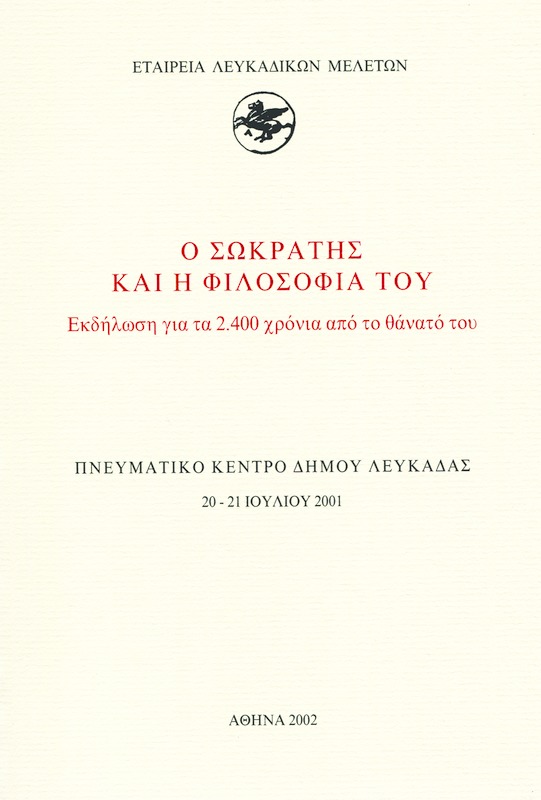 ΕΤΑΙΡΕΙΑ ΛΕΥΚΑΔΙΚΩΝ ΜΕΛΕΤΩΝ
Λ
Ο ΣΩΚΡΑΤΗΣ
ΚΑΙ Η ΦΙΛΟΣΟΦΙΑ ΤΟΥ
Εκδήλωση για τα 2.400 χρόνια από το θάνατό του
ΠΝΕΥΜΑΤΙΚΟ ΚΕΝΤΡΟ ΔΗΜΟΥ ΛΕΥΚΑΔΑΣ
20 - 21 ΙΟΥΛΙΟΥ 2001
ΑΘΗΝΑ 2002